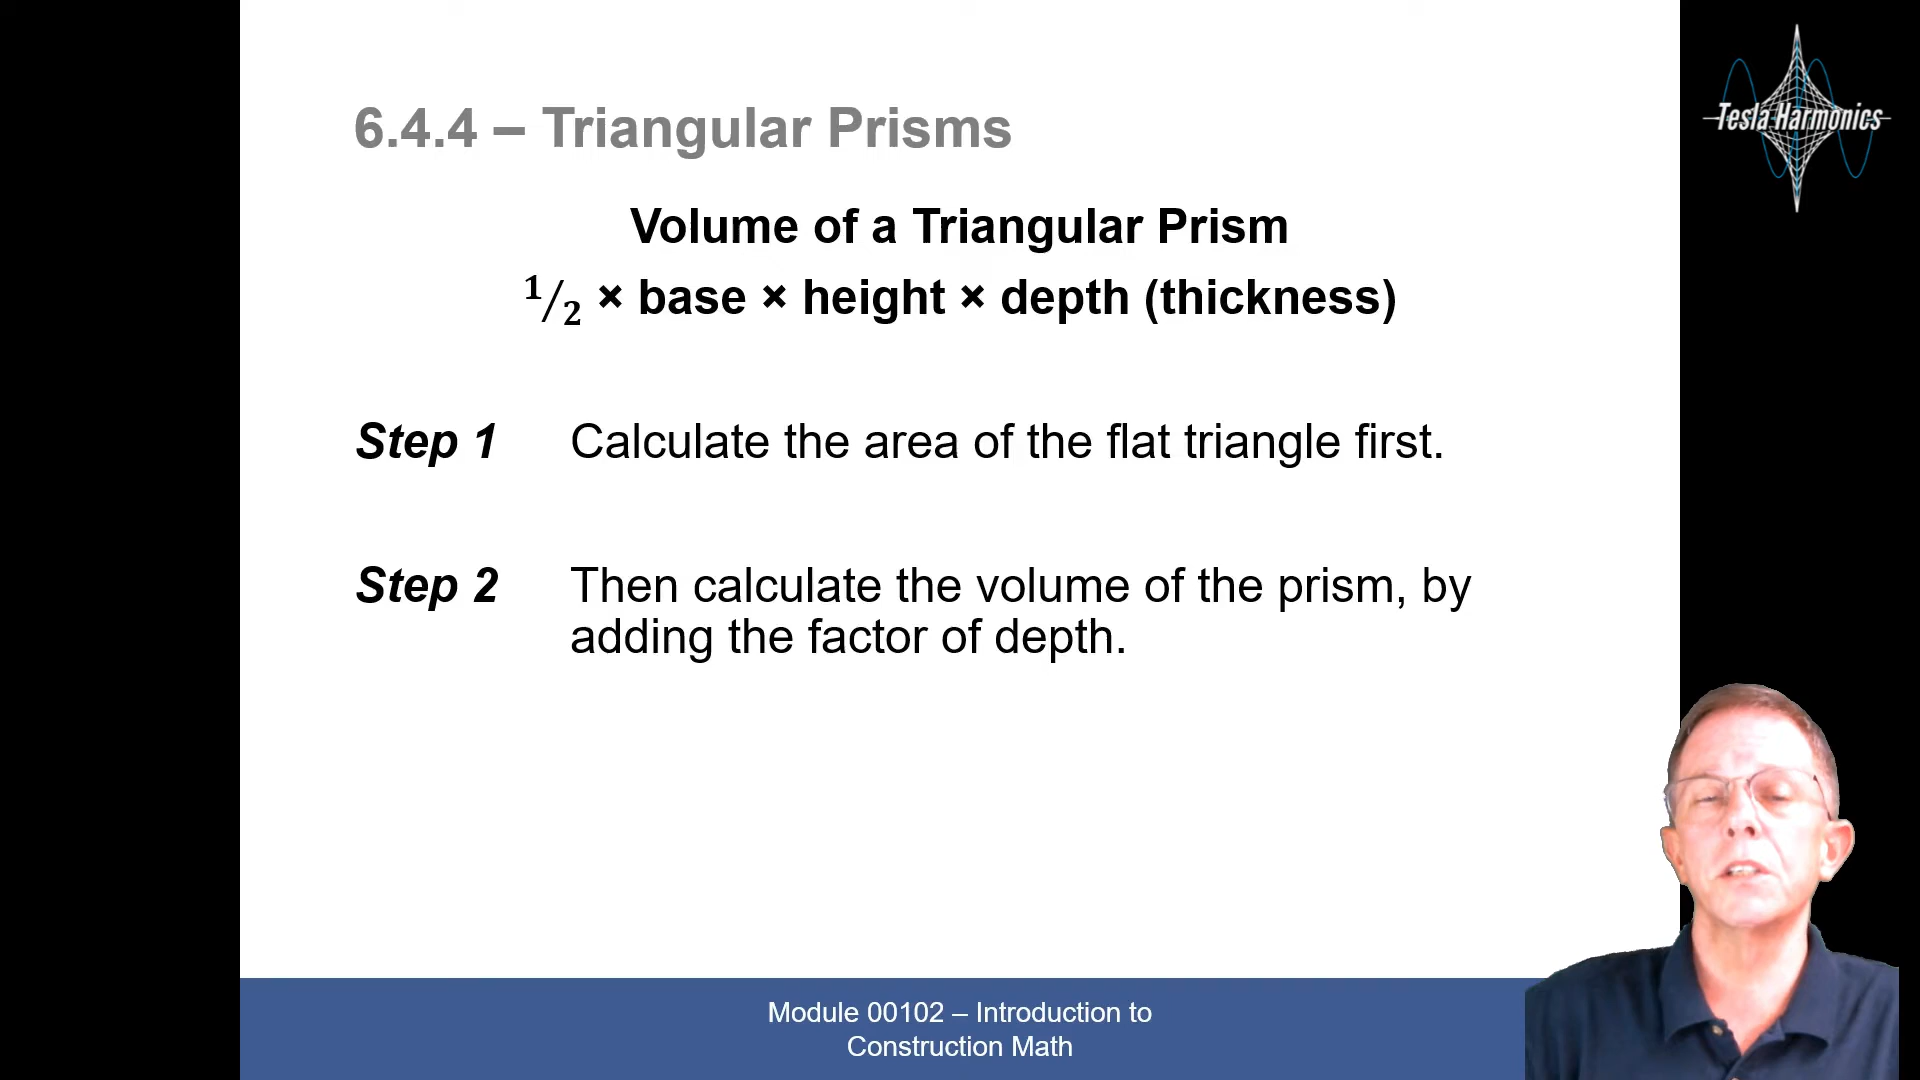 Tesla Harmonics
6.4.4 – Triangular Prisms
Volume of a Triangular Prism
1/2 × base × height × depth (thickness)
Step 1 Calculate the area of the flat triangle first.
Step 2 Then calculate the volume of the prism, by
adding the factor of depth.
Module 00102 – Introduction to
Construction Math